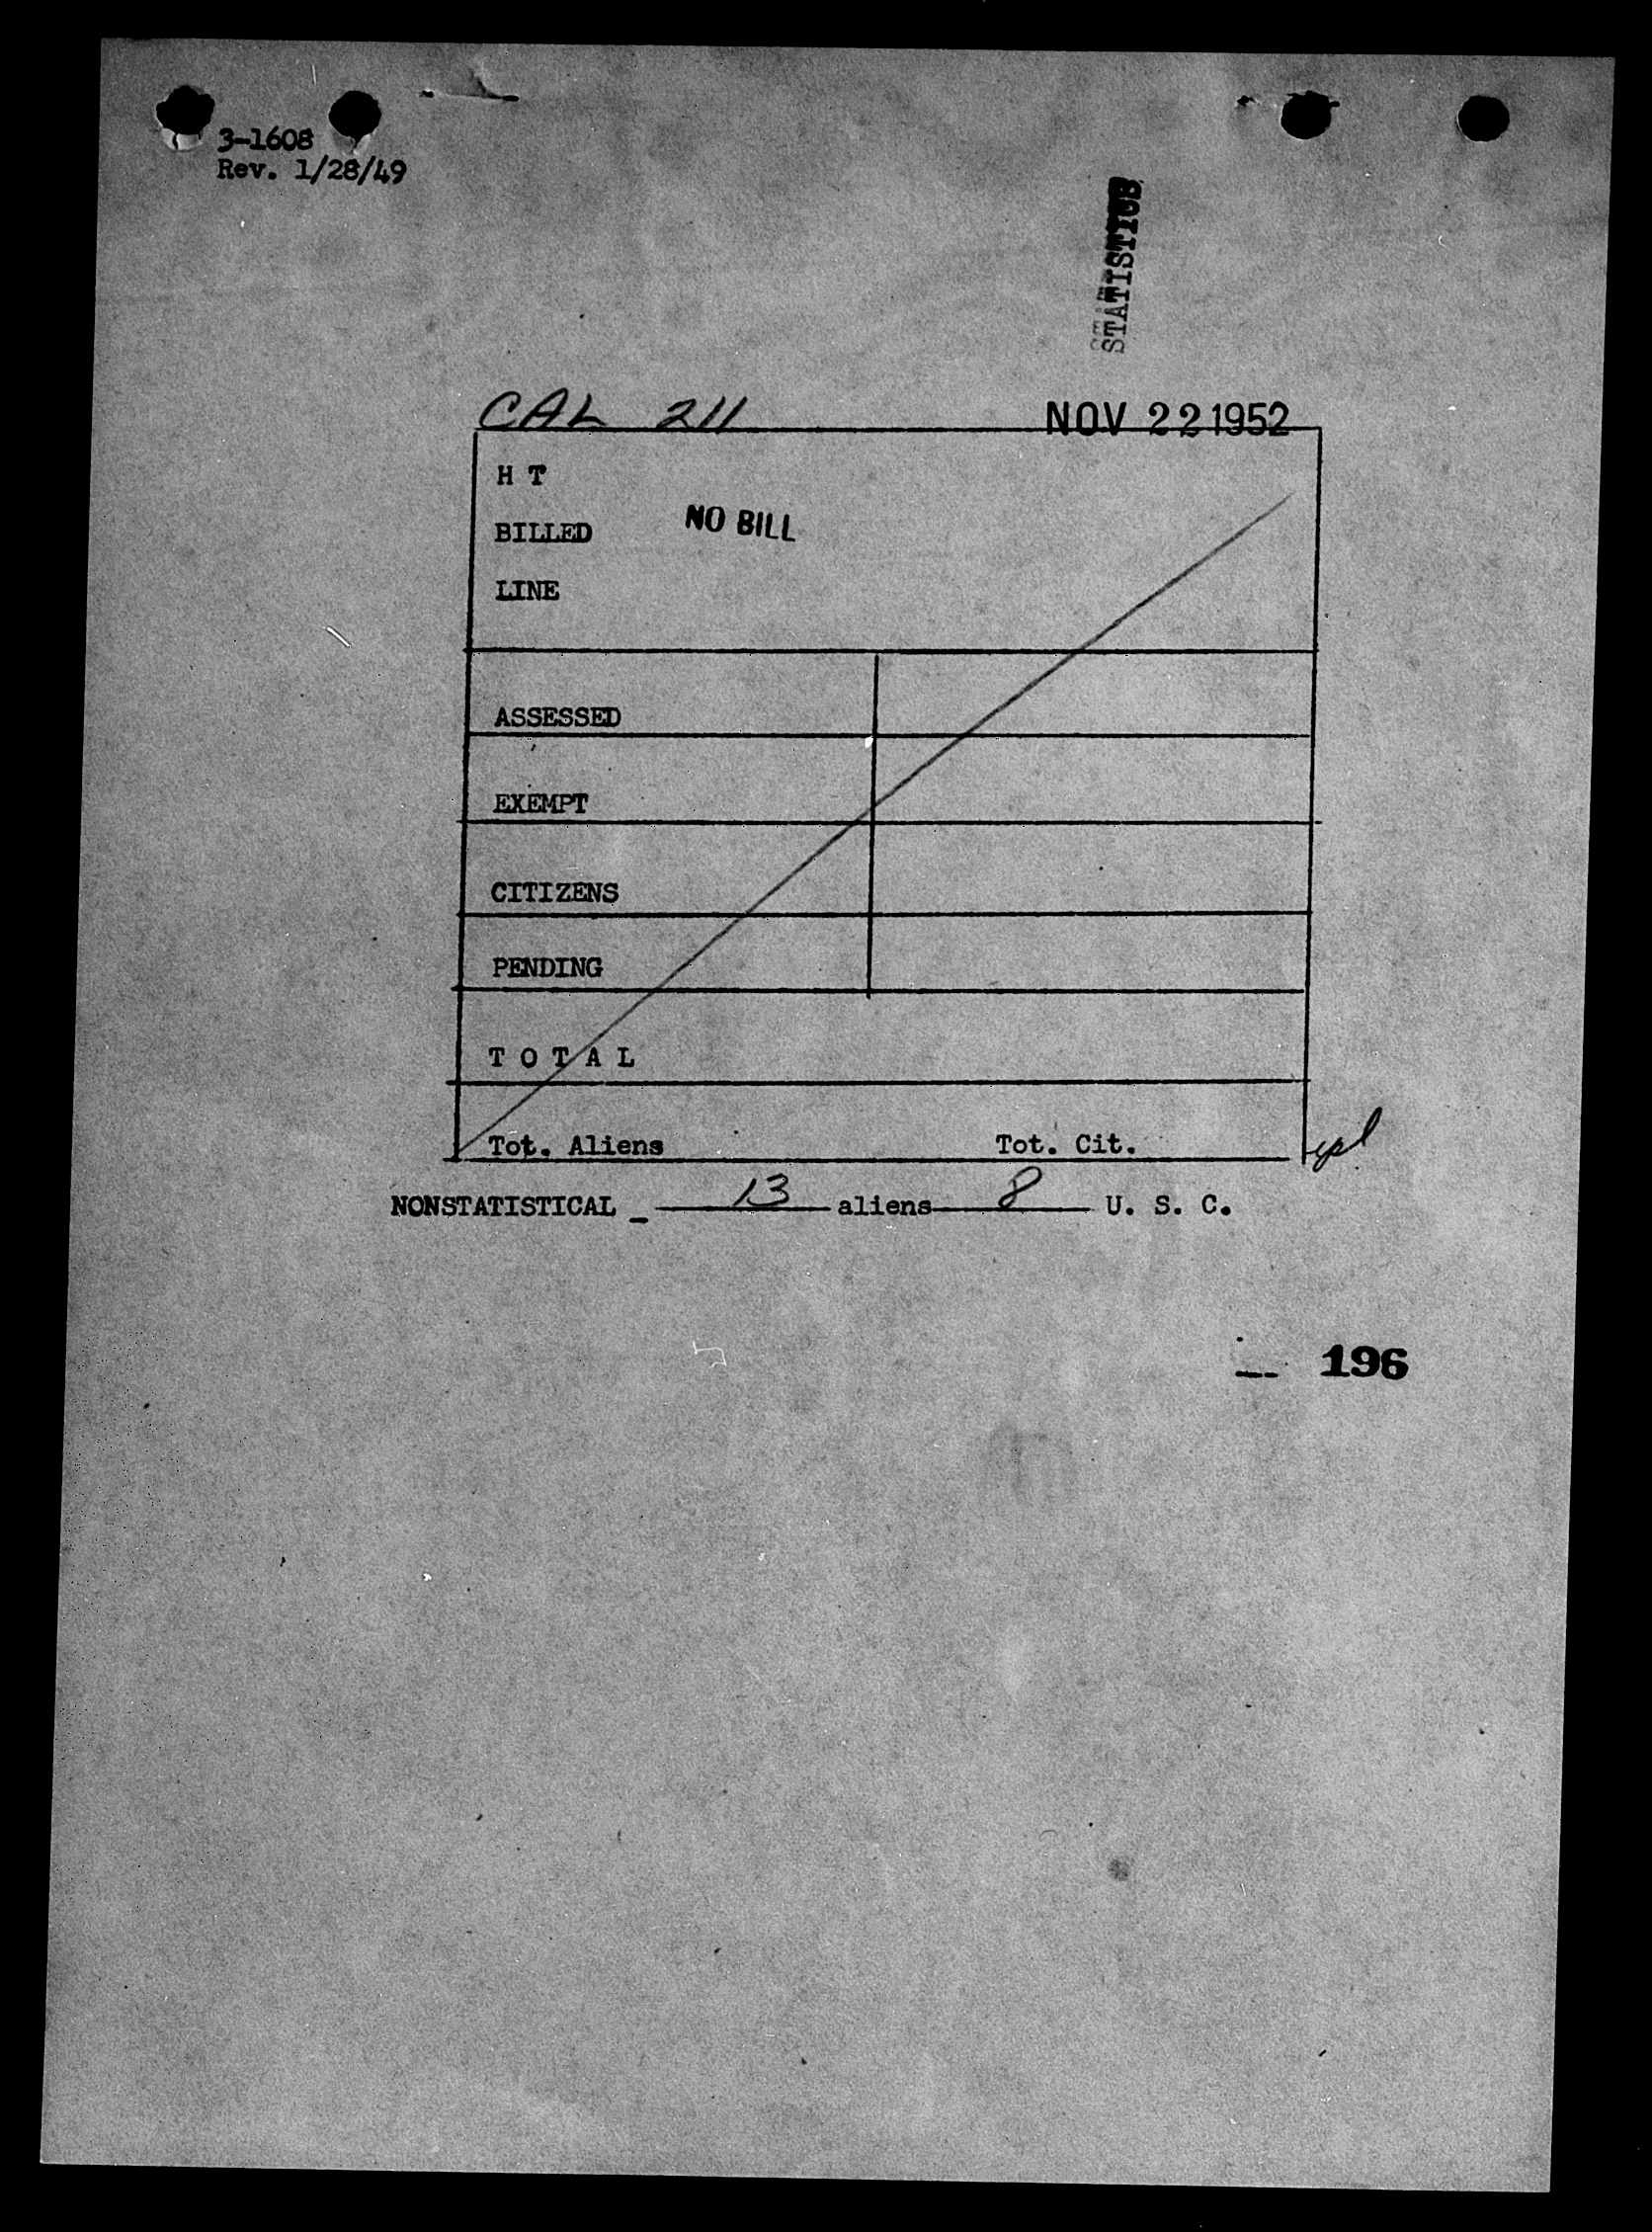 3-1608
Rev. 1/28/49
CAL 211 NOV 22 1952
H T
BILLED NO BILL
LINE
ASSESSED
EXEMPT
CITIZENS
PENDING
T O T A L
Tot. Aliens Tot. Cit.
NONSTATISTICAL - 13 aliens 8 U. S. C.
196